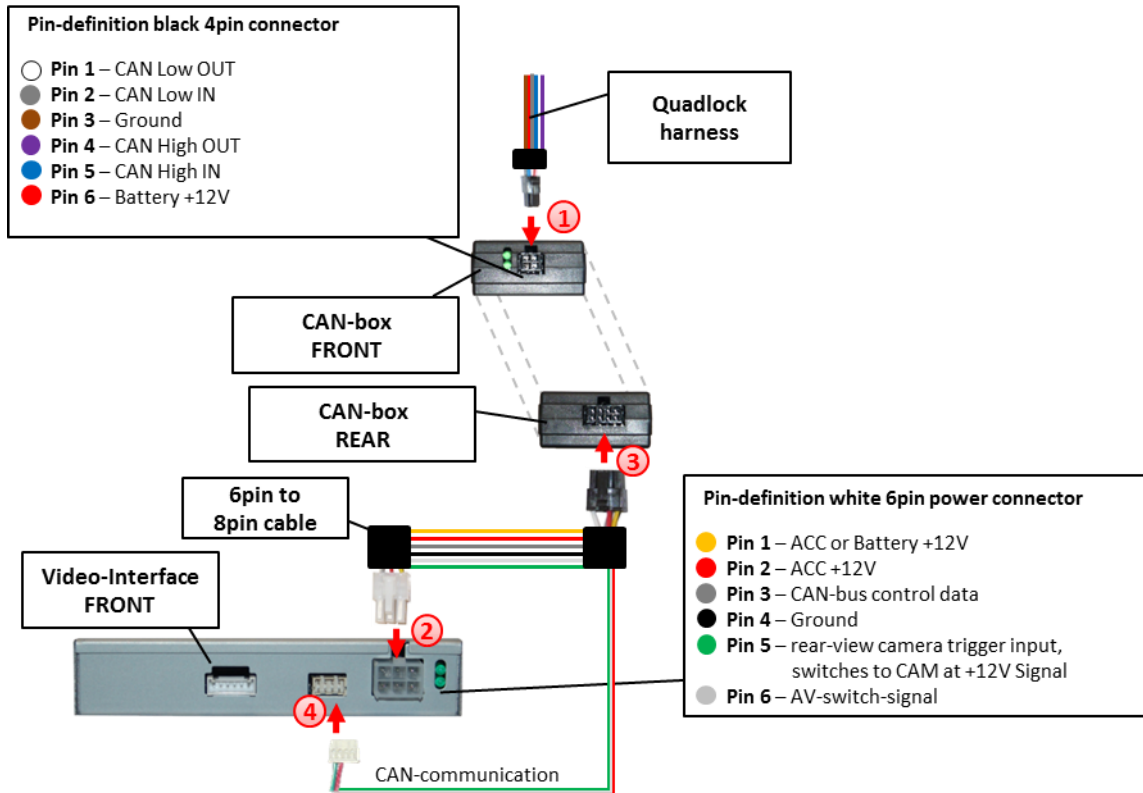 Pin-definition black 4pin connector
Pin 1 – CAN Low OUT
Pin 2 – CAN Low IN
Pin 3 – Ground
Pin 4 – CAN High OUT
Pin 5 – CAN High IN
Pin 6 – Battery +12V
Quadlock
harness
1
CAN-box
FRONT
CAN-box
REAR
3
6pin to
8pin cable
Video-Interface
FRONT
2
4
CAN-communication
Pin-definition white 6pin power connector
Pin 1 – ACC or Battery +12V
Pin 2 – ACC +12V
Pin 3 – CAN-bus control data
Pin 4 – Ground
Pin 5 – rear-view camera trigger input,
switches to CAM at +12V Signal
Pin 6 – AV-switch-signal